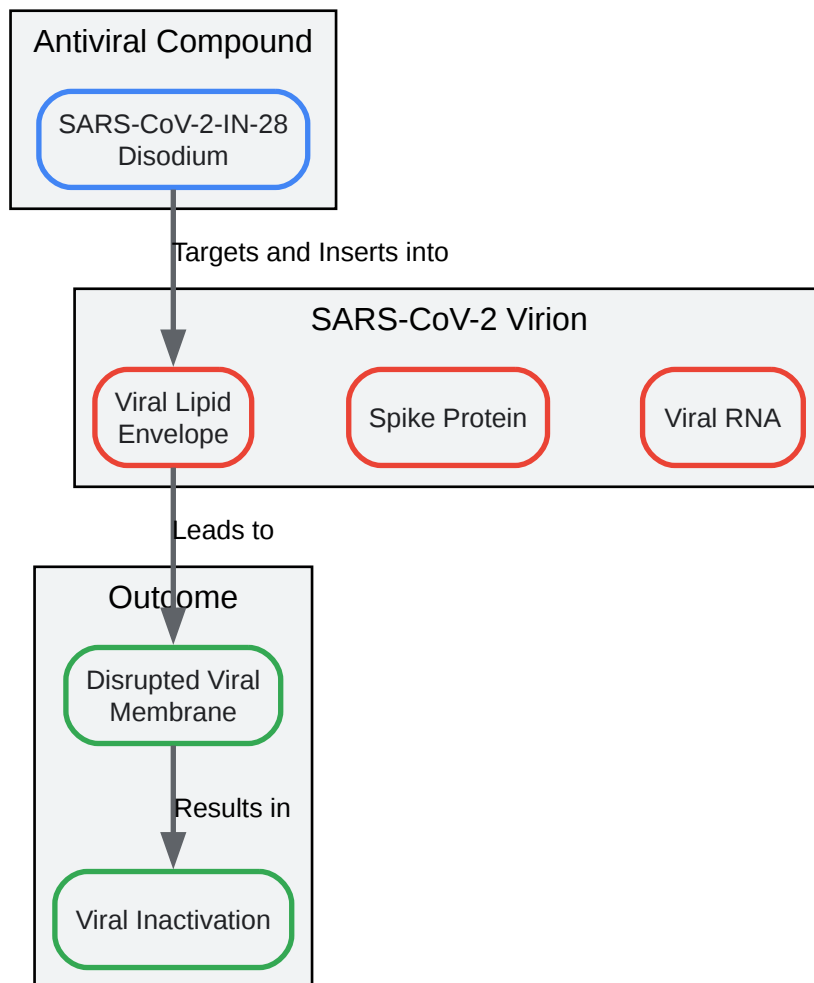 Antiviral Compound
SARS-CoV-2-IN-28
Disodium
Targets and Inserts into
SARS-CoV-2 Virion
Viral Lipid
Envelope
Spike Protein
Viral RNA
Leads to
Outcome
Disrupted Viral
Membrane
Results in
Viral Inactivation